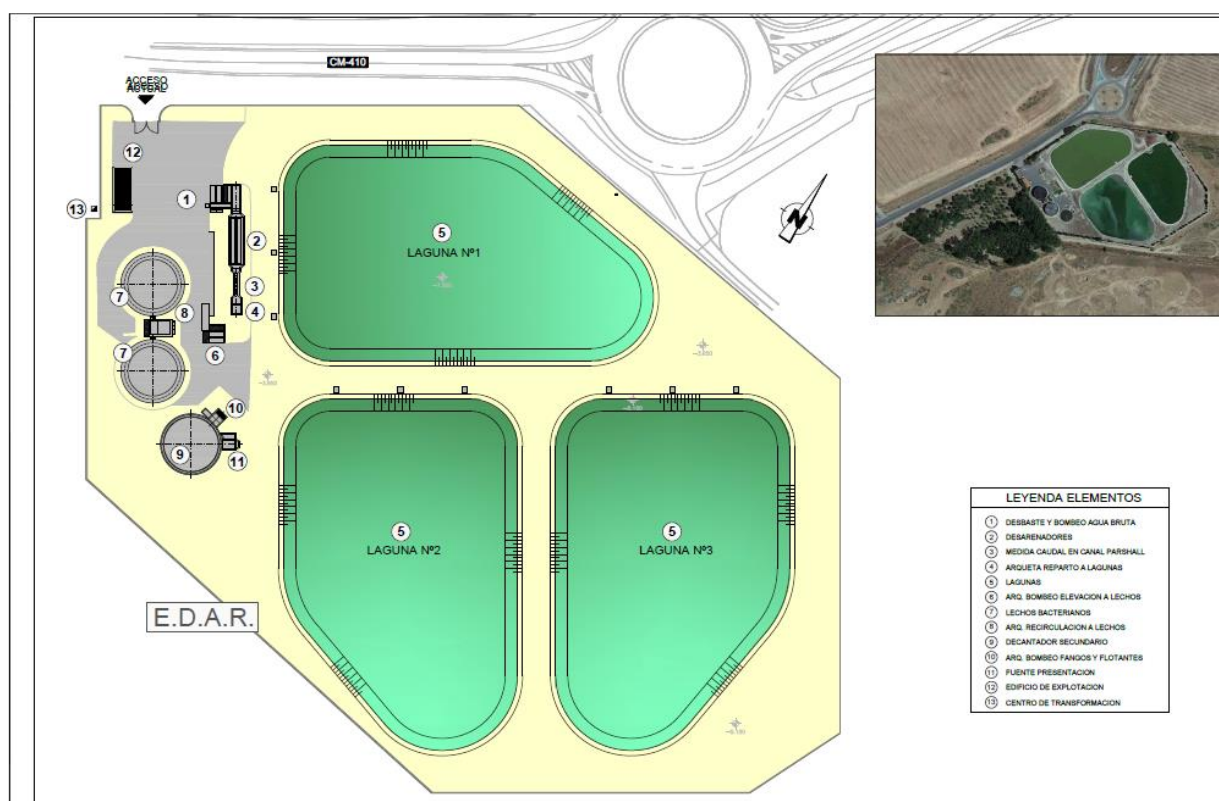 CM-410
ACCESO
ACTUAL
12
1
13
5
LAGUNA Nº1
2
3
7
8
4
7
6
10
9
11
5
LAGUNA Nº2
5
LAGUNA Nº3
N
E.D.A.R.
LEYENDA ELEMENTOS
1 DESBASTE Y BOMBEO AGUA BRUTA
2 DESARENADORES
3 MEDIDA CAUDAL EN CANAL PARSHALL
4 ARQUETA REPARTO A LAGUNAS
5 LAGUNAS
6 ARQ. BOMBEO ELEVACION A LECHOS
7 LECHOS BACTERIANOS
8 ARQ. RECIRCULACION A LECHOS
9 DECANTADOR SECUNDARIO
10 ARQ. BOMBEO FANGOS Y FLOTANTES
11 FUENTE PRESENTACION
12 EDIFICIO DE EXPLOTACION
13 CENTRO DE TRANSFORMACION